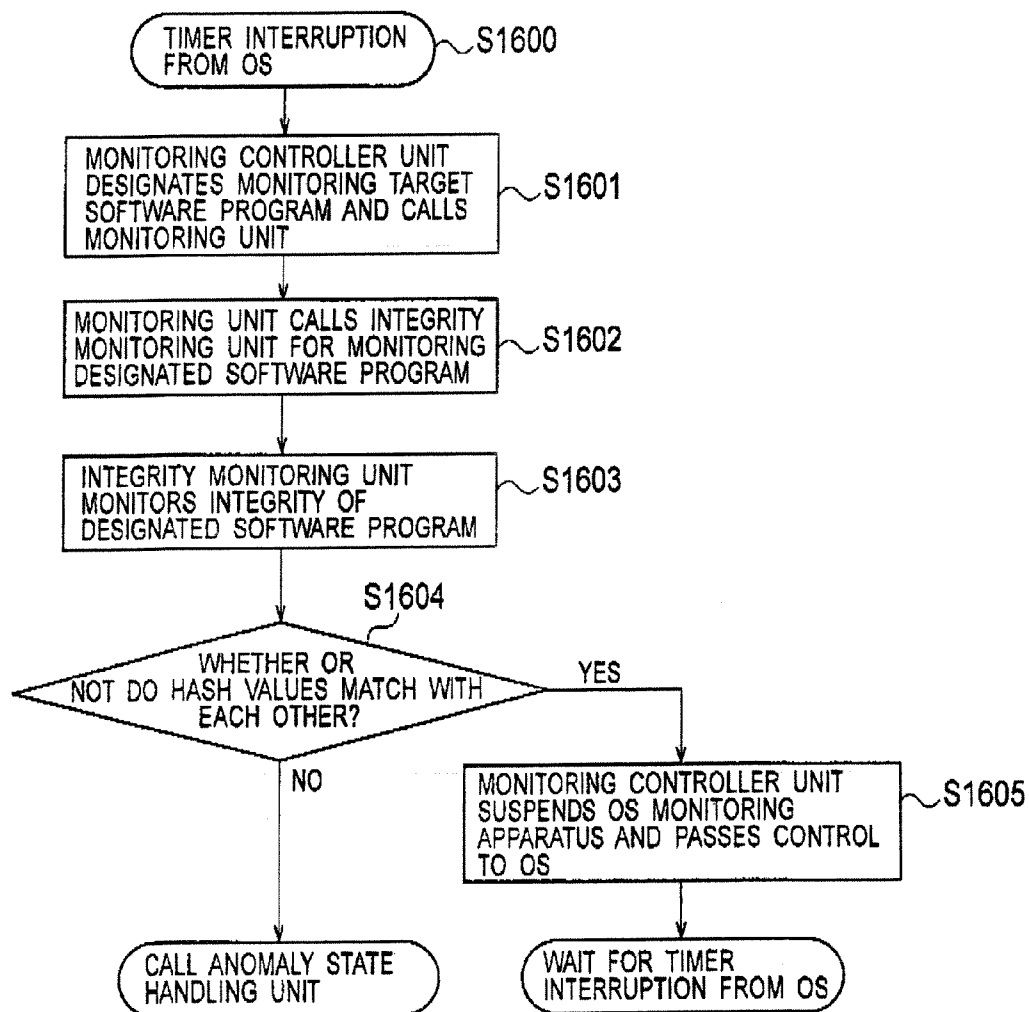 TIMER INTERRUPTION
FROM OS
S1600
MONITORING CONTROLLER UNIT
DESIGNATES MONITORING TARGET
SOFTWARE PROGRAM AND CALLS
MONITORING UNIT
S1601
MONITORING UNIT CALLS INTEGRITY
MONITORING UNIT FOR MONITORING
DESIGNATED SOFTWARE PROGRAM
S1602
INTEGRITY MONITORING UNIT
MONITORS INTEGRITY OF
DESIGNATED SOFTWARE PROGRAM
S1603
S1604
WHETHER OR
NOT DO HASH VALUES MATCH WITH
EACH OTHER?
YES
NO
MONITORING CONTROLLER UNIT
SUSPENDS OS MONITORING
APPARATUS AND PASSES CONTROL
TO OS
S1605
CALL ANOMALY STATE
HANDLING UNIT
WAIT FOR TIMER
INTERRUPTION FROM OS